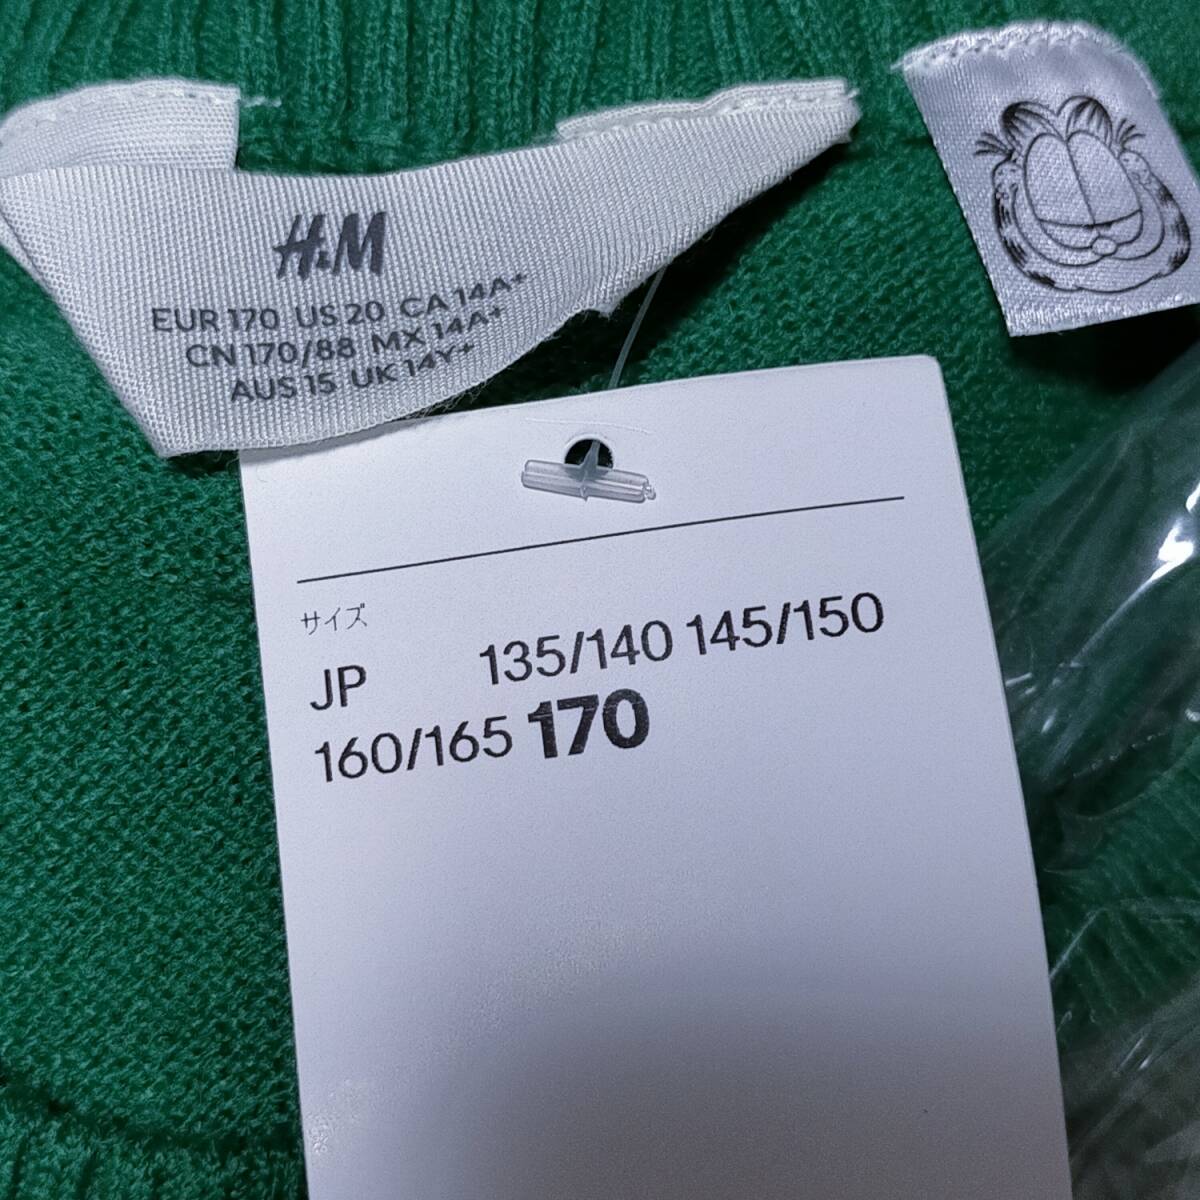 H&M
EUR 170 US 20 CA 14A+
CN 170/88 MX 14A+
AUS 15 UK 14Y+
サイズ
JP 135/140 145/150
160/165 170